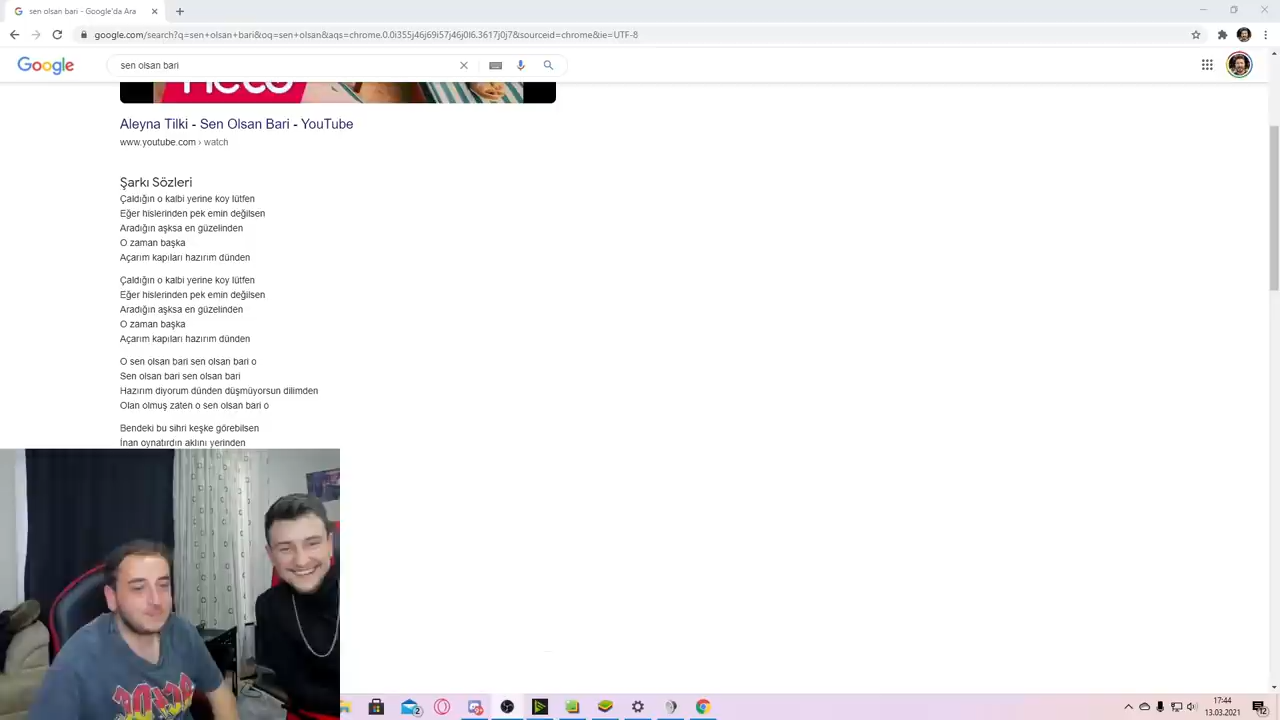 sen olsan bari - Google'da Ara
google.com/search?q=sen+olsan+bari&oq=sen+olsan&aqs=chrome.0.0i355j46j69i57j46j0l6.3617j0j7&sourceid=chrome&ie=UTF-8
Google
sen olsan bari
Aleyna Tilki - Sen Olsan Bari - YouTube
www.youtube.com › watch
Şarkı Sözleri
Çaldığın o kalbi yerine koy lütfen
Eğer hislerinden pek emin değilsen
Aradığın aşksa en güzelinden
O zaman başka
Açarım kapıları hazırım dünden
Çaldığın o kalbi yerine koy lütfen
Eğer hislerinden pek emin değilsen
Aradığın aşksa en güzelinden
O zaman başka
Açarım kapıları hazırım dünden
O sen olsan bari sen olsan bari o
Sen olsan bari sen olsan bari
Hazırım diyorum dünden düşmüyorsun dilimden
Olan olmuş zaten o sen olsan bari o
Bendeki bu sihri keşke görebilsen
İnan oynatırdın aklını yerinden
17:44
13.03.2021
2
12